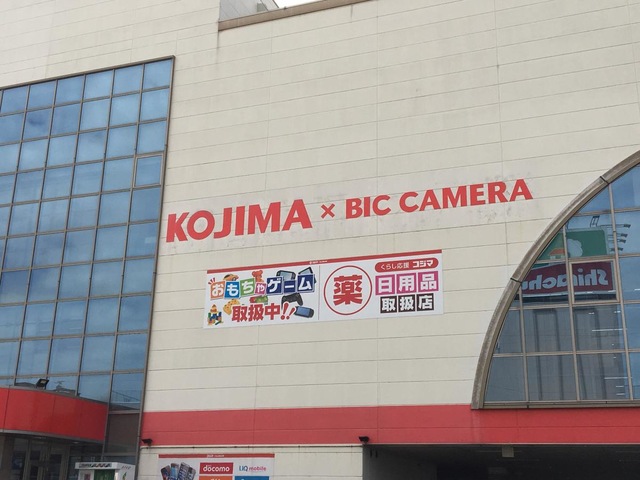 KOJIMA × BIC CAMERA
おもちゃゲーム
取扱中!!
薬
くらし応援 コジマ
日用品
取扱店
döcomo
UQ mobile